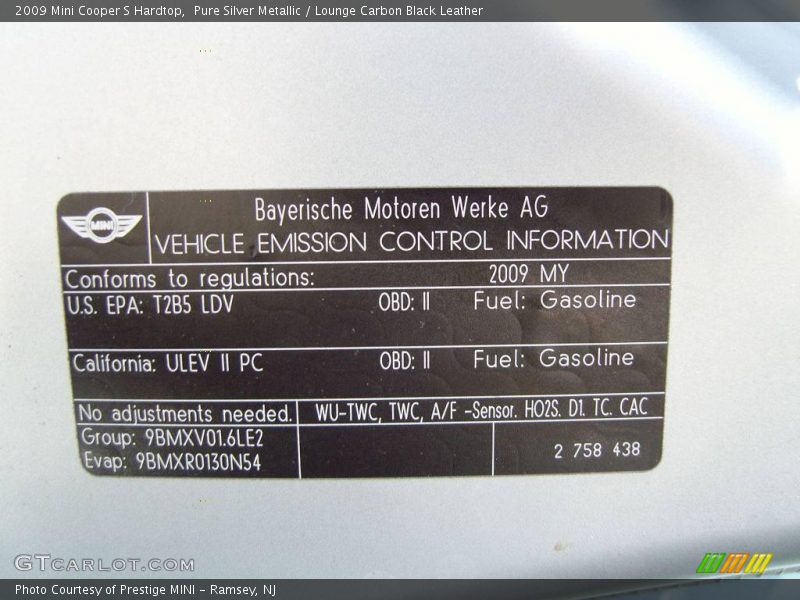 2009 Mini Cooper S Hardtop, Pure Silver Metallic / Lounge Carbon Black Leather
MINI
Bayerische Motoren Werke AG
VEHICLE EMISSION CONTROL INFORMATION
Conforms to regulations: 2009 MY
U.S. EPA: T2B5 LDV OBD: II Fuel: Gasoline
California: ULEV II PC OBD: II Fuel: Gasoline
No adjustments needed. WU-TWC, TWC, A/F -Sensor. HO2S. D1. TC. CAC
Group: 9BMXV01.6LE2
Evap: 9BMXR0130N54
2 758 438
GTCARLOT.COM
Photo Courtesy of Prestige MINI - Ramsey, NJ